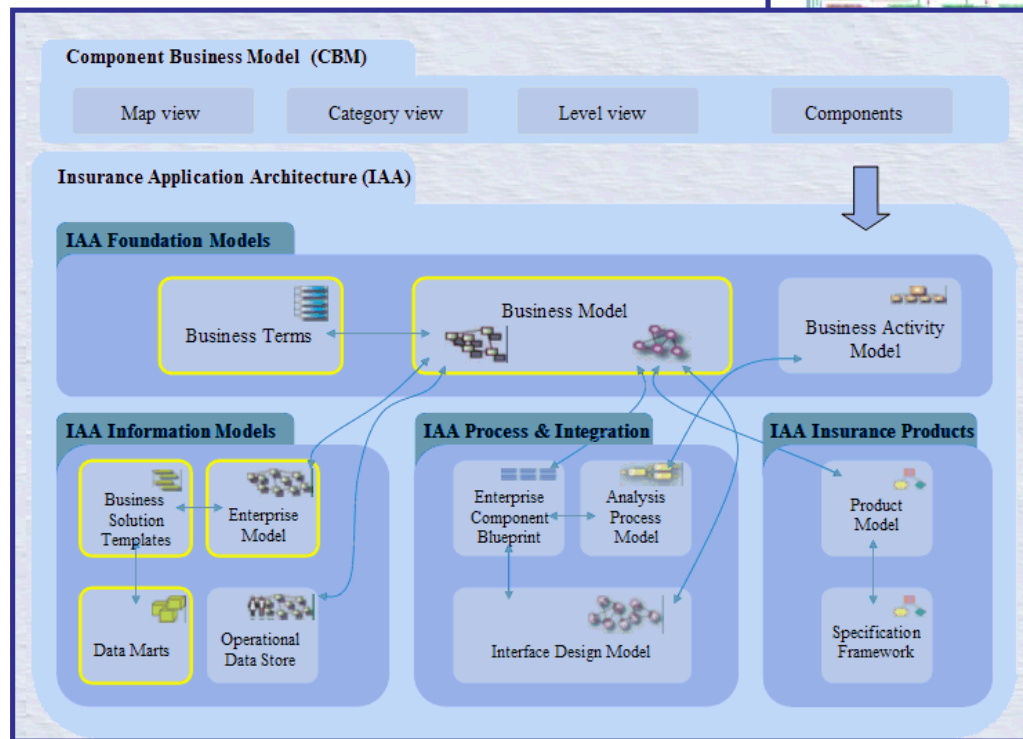 Component Business Model (CBM)
Map view
Category view
Level view
Components
Insurance Application Architecture (IAA)
IAA Foundation Models
Business Terms
Business Model
Business Activity
Model
IAA Information Models
Business
Solution
Templates
Enterprise
Model
Data Marts
Operational
Data Store
IAA Process & Integration
Enterprise
Component
Blueprint
Analysis
Process
Model
Interface Design Model
IAA Insurance Products
Product
Model
Specification
Framework